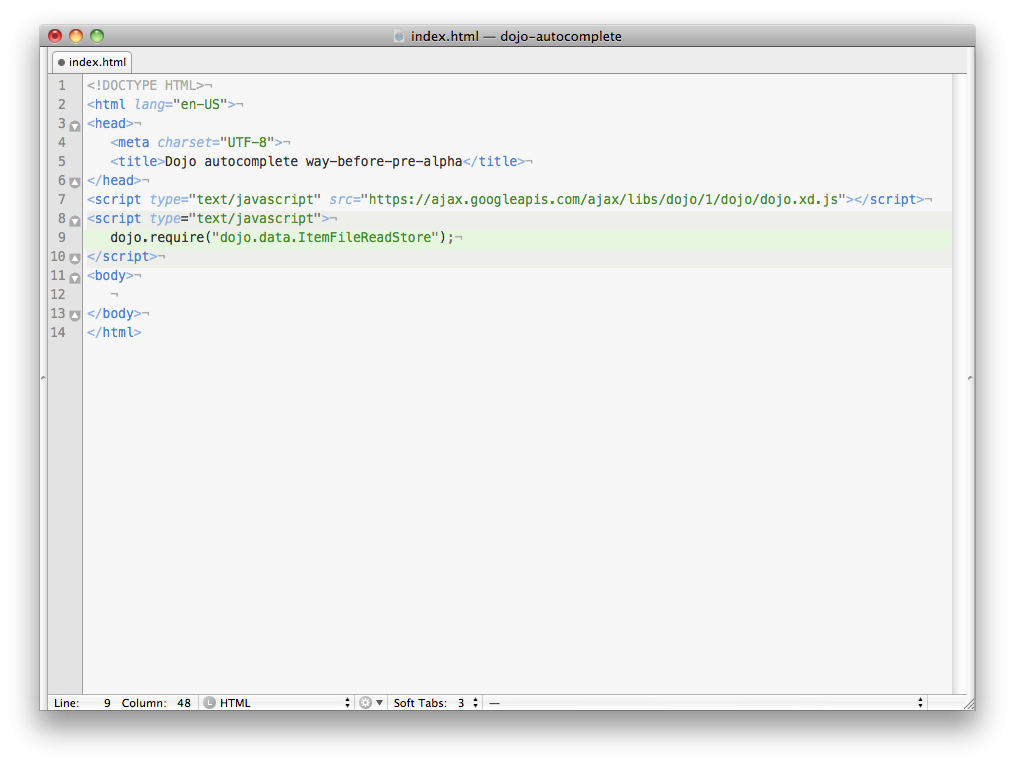 index.html — dojo-autocomplete
index.html
1 <!DOCTYPE HTML>¬
2 <html lang="en-US">¬
3 <head>¬
4    <meta charset="UTF-8">¬
5    <title>Dojo autocomplete way-before-pre-alpha</title>¬
6 </head>¬
7 <script type="text/javascript" src="https://ajax.googleapis.com/ajax/libs/dojo/1/dojo/dojo.xd.js"></script>¬
8 <script type="text/javascript">¬
9    dojo.require("dojo.data.ItemFileReadStore");¬
10 </script>¬
11 <body>¬
12    ¬
13 </body>¬
14 </html>
Line: 9 Column: 48 L HTML Soft Tabs: 3 —